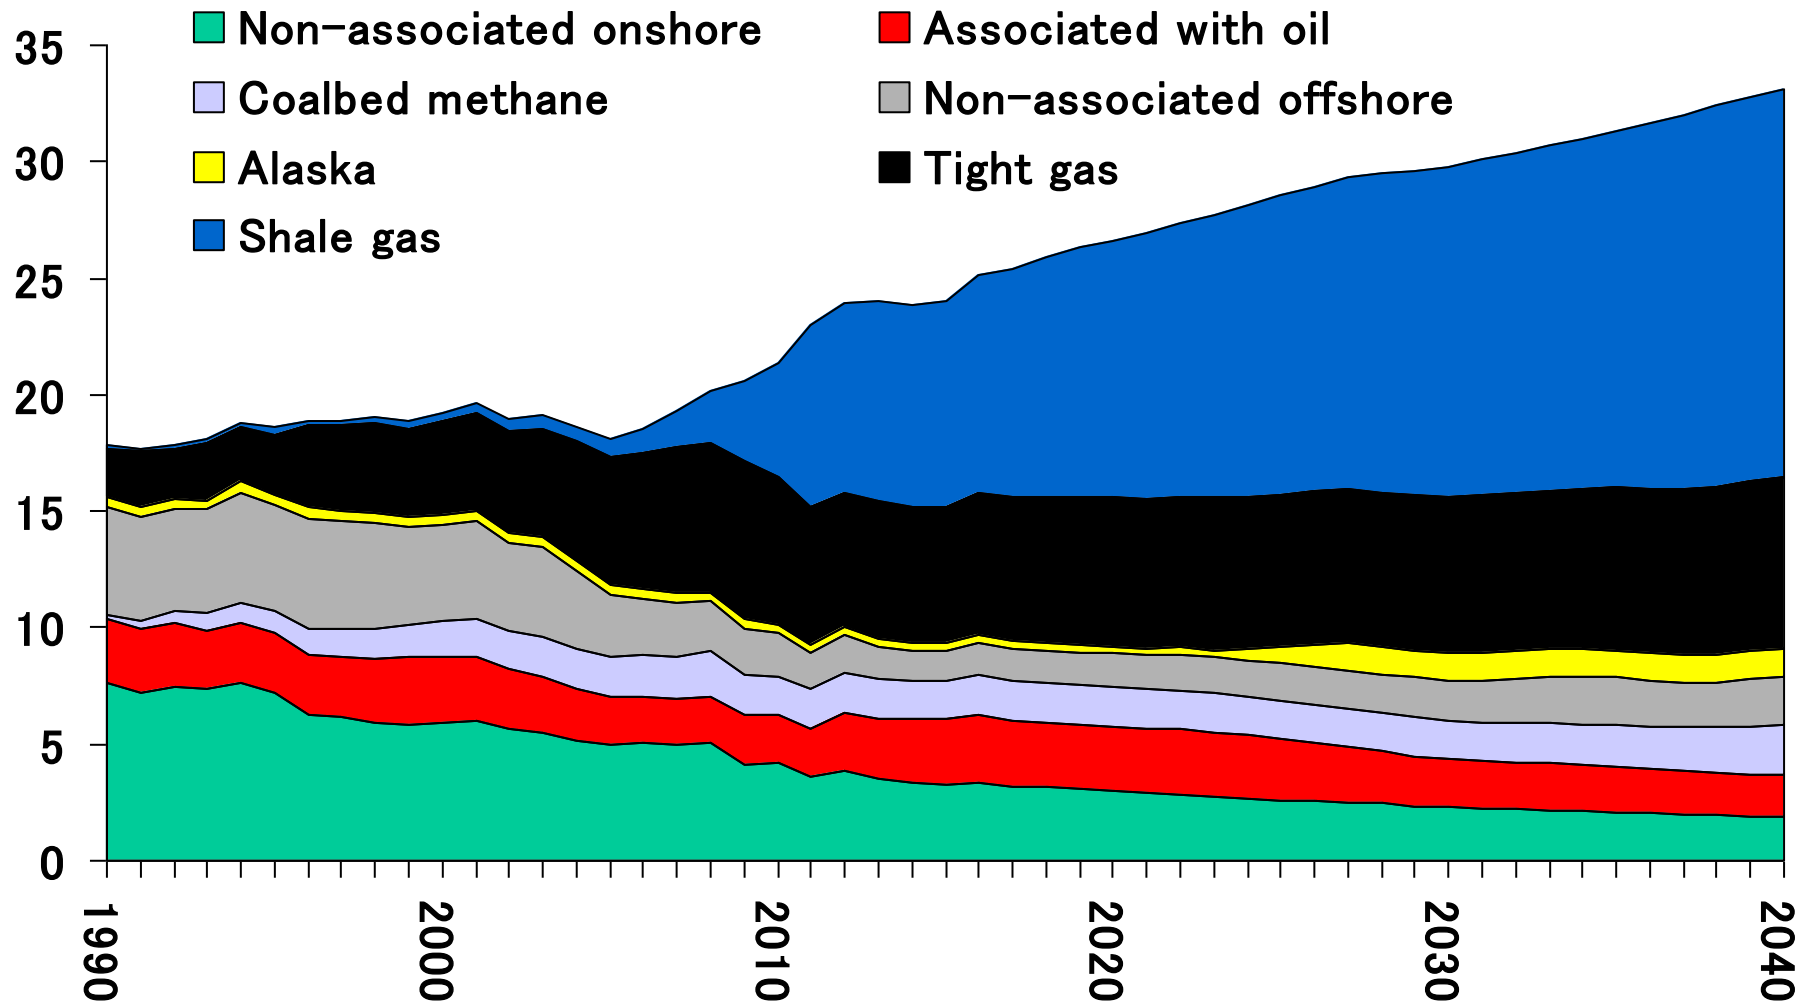 Non-associated onshore
Associated with oil
Coalbed methane
Non-associated offshore
Alaska
Tight gas
Shale gas
35
30
25
20
15
10
5
0
1990
2000
2010
2020
2030
2040